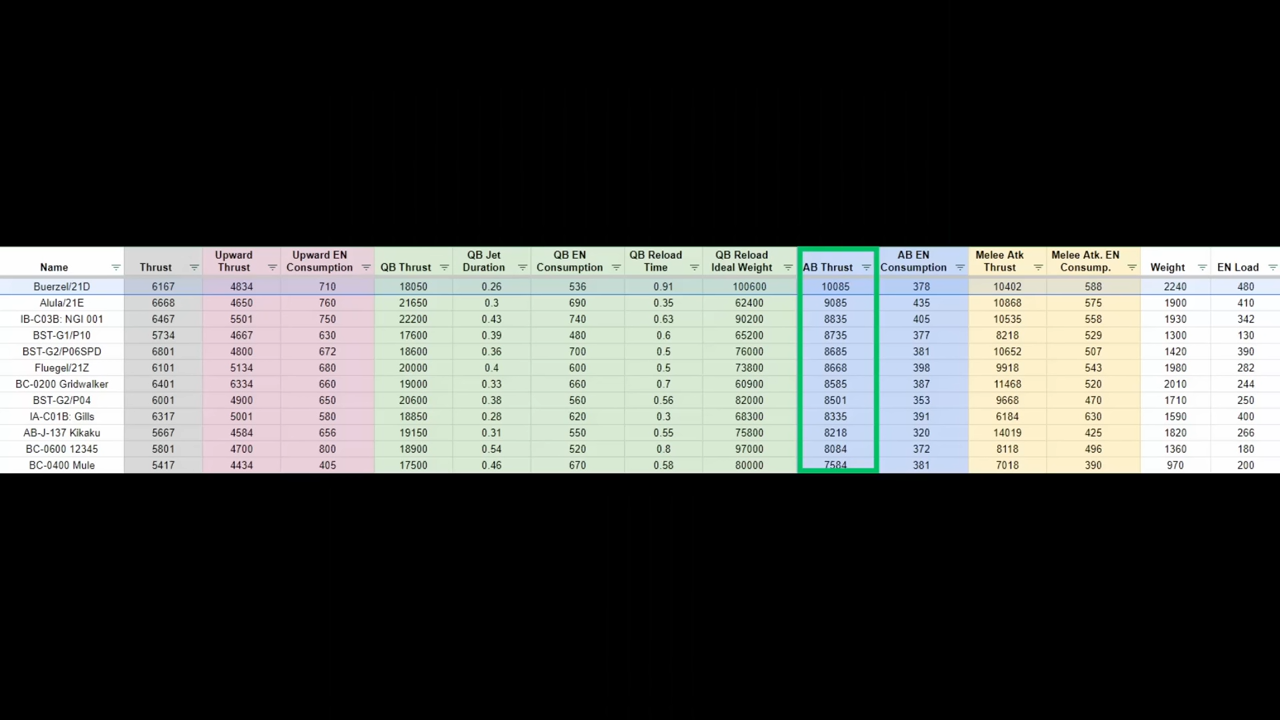 Name Thrust Upward Thrust Upward EN Consumption QB Thrust QB Jet Duration QB EN Consumption QB Reload Time QB Reload Ideal Weight AB Thrust AB EN Consumption Melee Atk Thrust Melee Atk. EN Consump. Weight EN Load
Buerzel/21D 6167 4834 710 18050 0.26 536 0.91 100600 10085 378 10402 588 2240 480
Alula/21E 6668 4650 760 21650 0.3 690 0.35 62400 9085 435 10868 575 1900 410
IB-C03B: NGI 001 6467 5501 750 22200 0.43 740 0.63 90200 8835 405 10535 558 1930 342
BST-G1/P10 5734 4667 630 17600 0.39 480 0.6 65200 8735 377 8218 529 1300 130
BST-G2/P06SPD 6801 4800 672 18600 0.36 700 0.5 76000 8685 381 10652 507 1420 390
Fluegel/21Z 6101 5134 680 20000 0.4 600 0.5 73800 8668 398 9918 543 1980 282
BC-0200 Gridwalker 6401 6334 660 19000 0.33 660 0.7 60900 8585 387 11468 520 2010 244
BST-G2/P04 6001 4900 650 20600 0.38 560 0.56 82000 8501 353 9668 470 1710 250
IA-C01B: Gills 6317 5001 580 18850 0.28 620 0.3 68300 8335 391 6184 630 1590 400
AB-J-137 Kikaku 5667 4584 656 19150 0.31 550 0.55 75800 8218 320 14019 425 1820 266
BC-0600 12345 5801 4700 800 18900 0.54 520 0.8 97000 8084 372 8118 496 1360 180
BC-0400 Mule 5417 4434 405 17500 0.46 670 0.58 80000 7584 381 7018 390 970 200